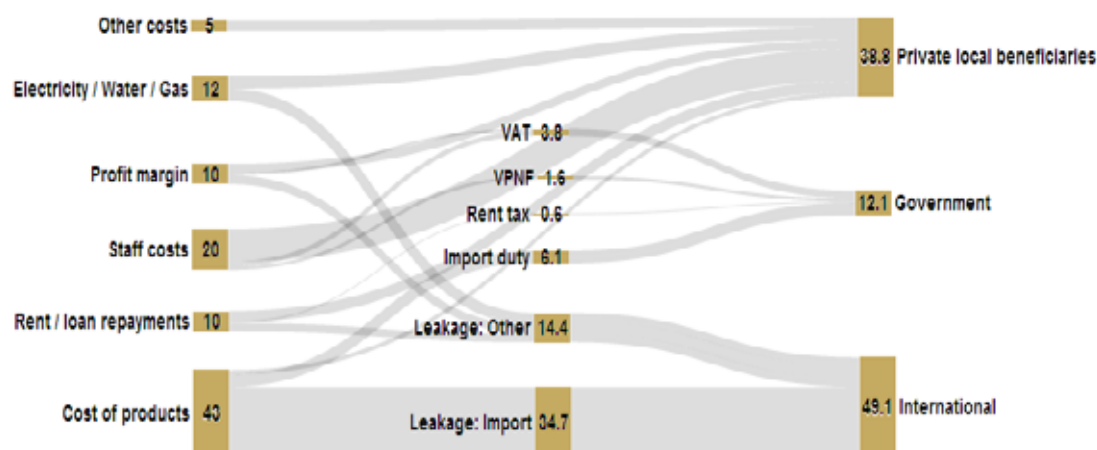 Other costs 5
Electricity / Water / Gas 12
Profit margin 10
Staff costs 20
Rent / loan repayments 10
Cost of products 43
VAT 3.8
VPNF 1.6
Rent tax 0.6
Import duty 6.1
Leakage: Other 14.4
Leakage: Import 34.7
38.8 Private local beneficiaries
12.1 Government
49.1 International